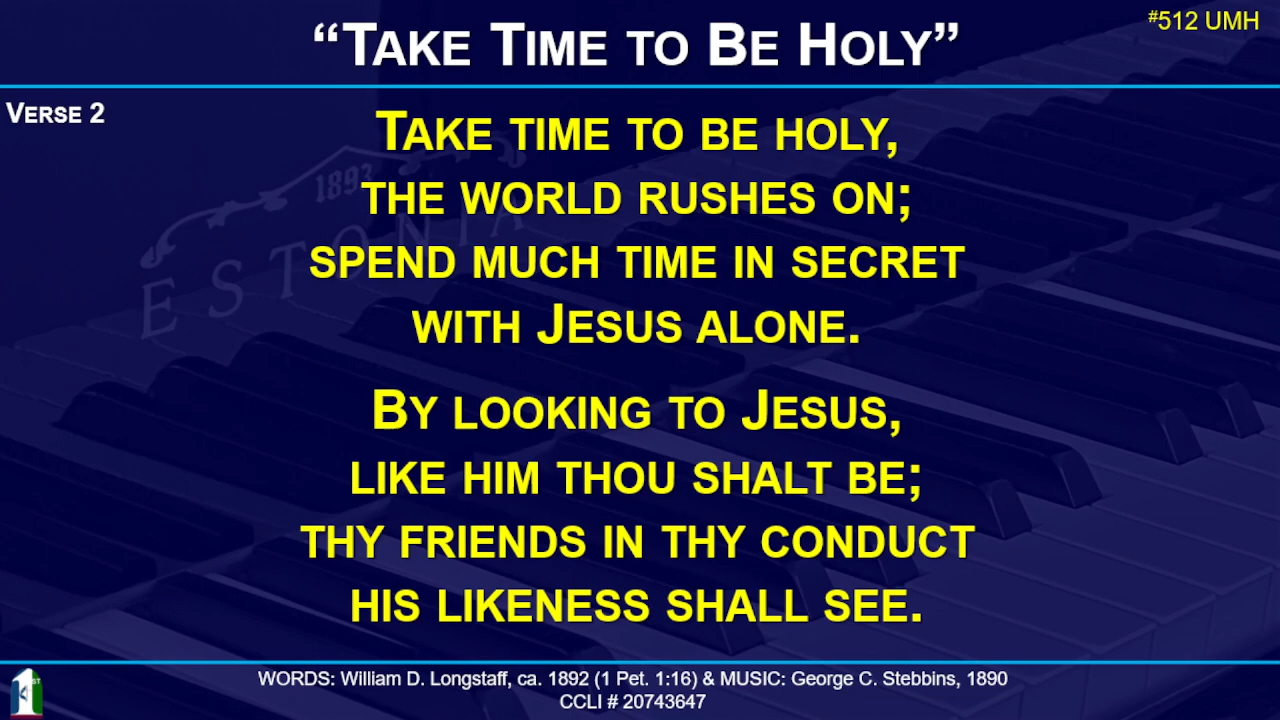 “Take Time to Be Holy”
#512 UMH
Verse 2
Take time to be holy,
the world rushes on;
spend much time in secret
with Jesus alone.
By looking to Jesus,
like him thou shalt be;
thy friends in thy conduct
his likeness shall see.
WORDS: William D. Longstaff, ca. 1892 (1 Pet. 1:16) & MUSIC: George C. Stebbins, 1890
CCLI # 20743647
1893
ESTONIA
1ST